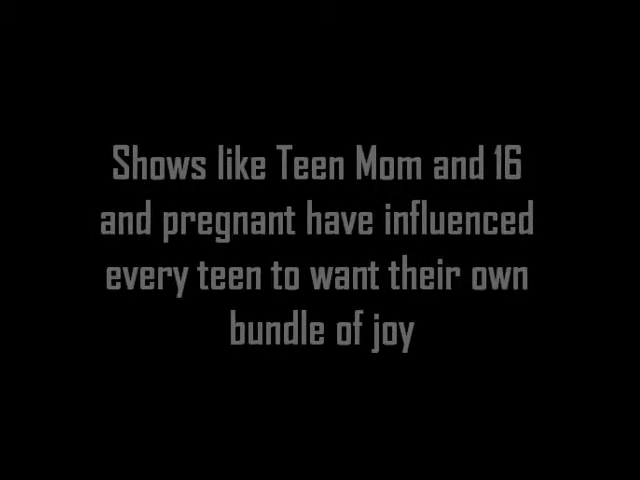 Shows like Teen Mom and 16
and pregnant have influenced
every teen to want their own
bundle of joy